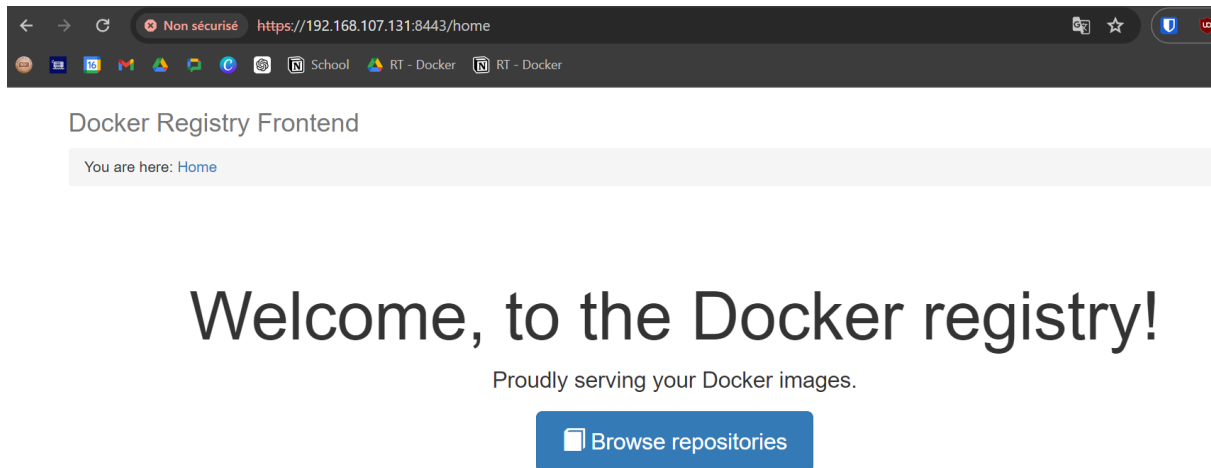 Non sécurisé https://192.168.107.131:8443/home
16 School RT - Docker RT - Docker
Docker Registry Frontend
You are here: Home
Welcome, to the Docker registry!
Proudly serving your Docker images.
Browse repositories